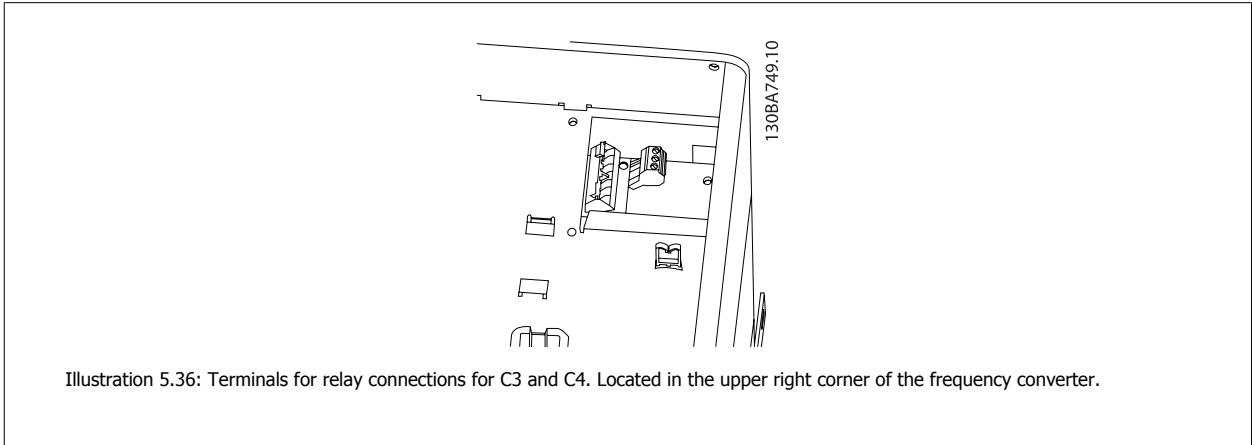 130BA749.10
Illustration 5.36: Terminals for relay connections for C3 and C4. Located in the upper right corner of the frequency converter.